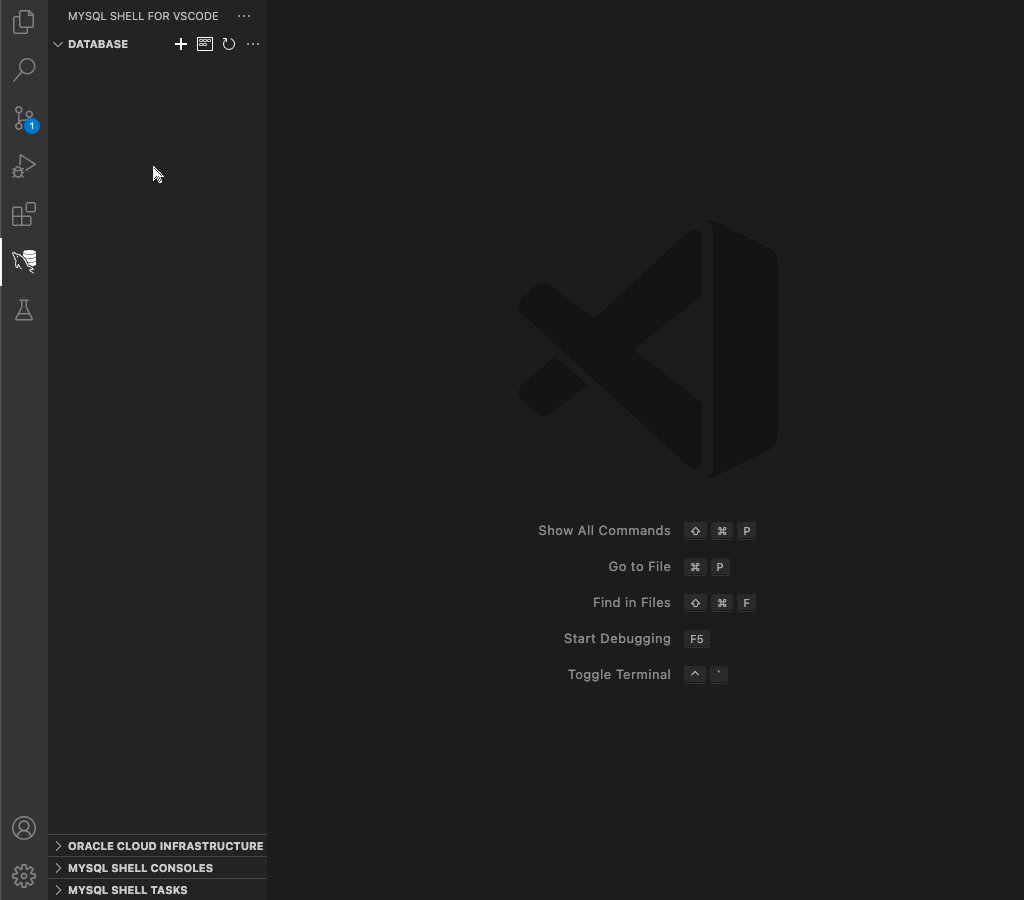 MYSQL SHELL FOR VSCODE
DATABASE
1
Show All Commands ⇧ ⌘ P
Go to File ⌘ P
Find in Files ⇧ ⌘ F
Start Debugging F5
Toggle Terminal ^ `
ORACLE CLOUD INFRASTRUCTURE
MYSQL SHELL CONSOLES
MYSQL SHELL TASKS